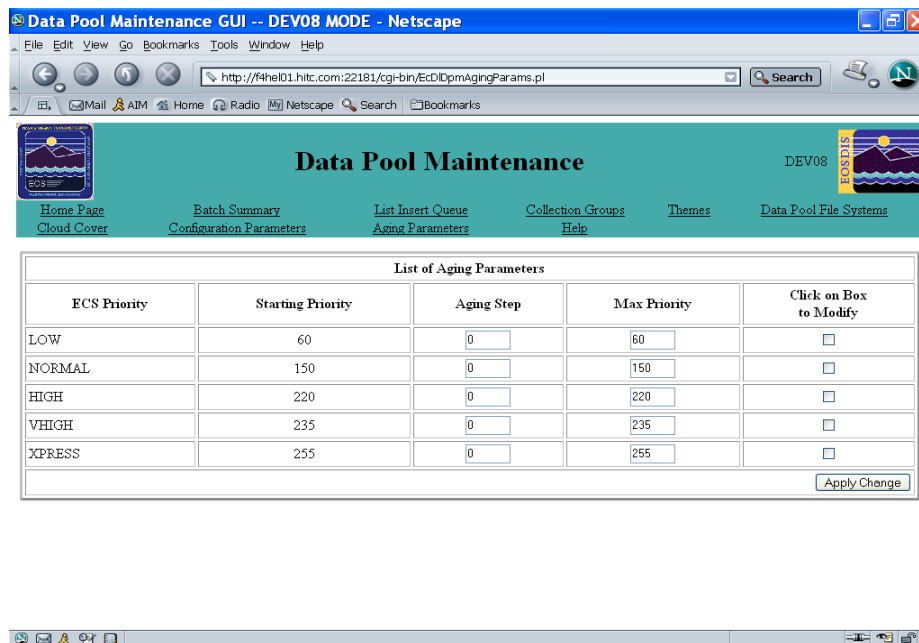 Data Pool Maintenance GUI -- DEV08 MODE - Netscape
File Edit View Go Bookmarks Tools Window Help
http://f4hel01.hitc.com:22181/cgi-bin/EcDlDpmAgingParams.pl Search N
Mail AIM Home Radio My Netscape Search Bookmarks
ECS
Data Pool Maintenance
DEV08
EOSDIS
Home Page Batch Summary List Insert Queue Collection Groups Themes Data Pool File Systems
Cloud Cover Configuration Parameters Aging Parameters Help
List of Aging Parameters
ECS Priority Starting Priority Aging Step Max Priority Click on Box
to Modify
LOW 60 0 60
NORMAL 150 0 150
HIGH 220 0 220
VHIGH 235 0 235
XPRESS 255 0 255
Apply Change